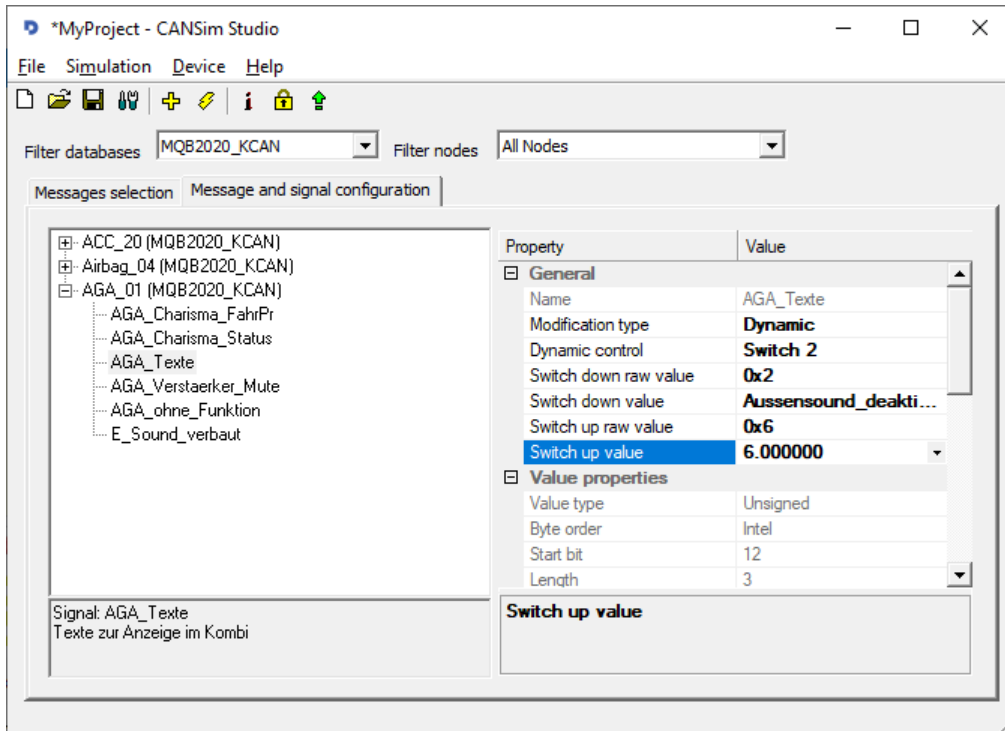 *MyProject - CANSim Studio
File Simulation Device Help
Filter databases MQB2020_KCAN Filter nodes All Nodes
Messages selection Message and signal configuration
ACC_20 (MQB2020_KCAN)
Airbag_04 (MQB2020_KCAN)
AGA_01 (MQB2020_KCAN)
AGA_Charisma_FahrPr
AGA_Charisma_Status
AGA_Texte
AGA_Verstaerker_Mute
AGA_ohne_Funktion
E_Sound_verbaut
Signal: AGA_Texte
Texte zur Anzeige im Kombi
Property Value
General
Name AGA_Texte
Modification type Dynamic
Dynamic control Switch 2
Switch down raw value 0x2
Switch down value Aussensound_deakti...
Switch up raw value 0x6
Switch up value 6.000000
Value properties
Value type Unsigned
Byte order Intel
Start bit 12
Length 3
Switch up value